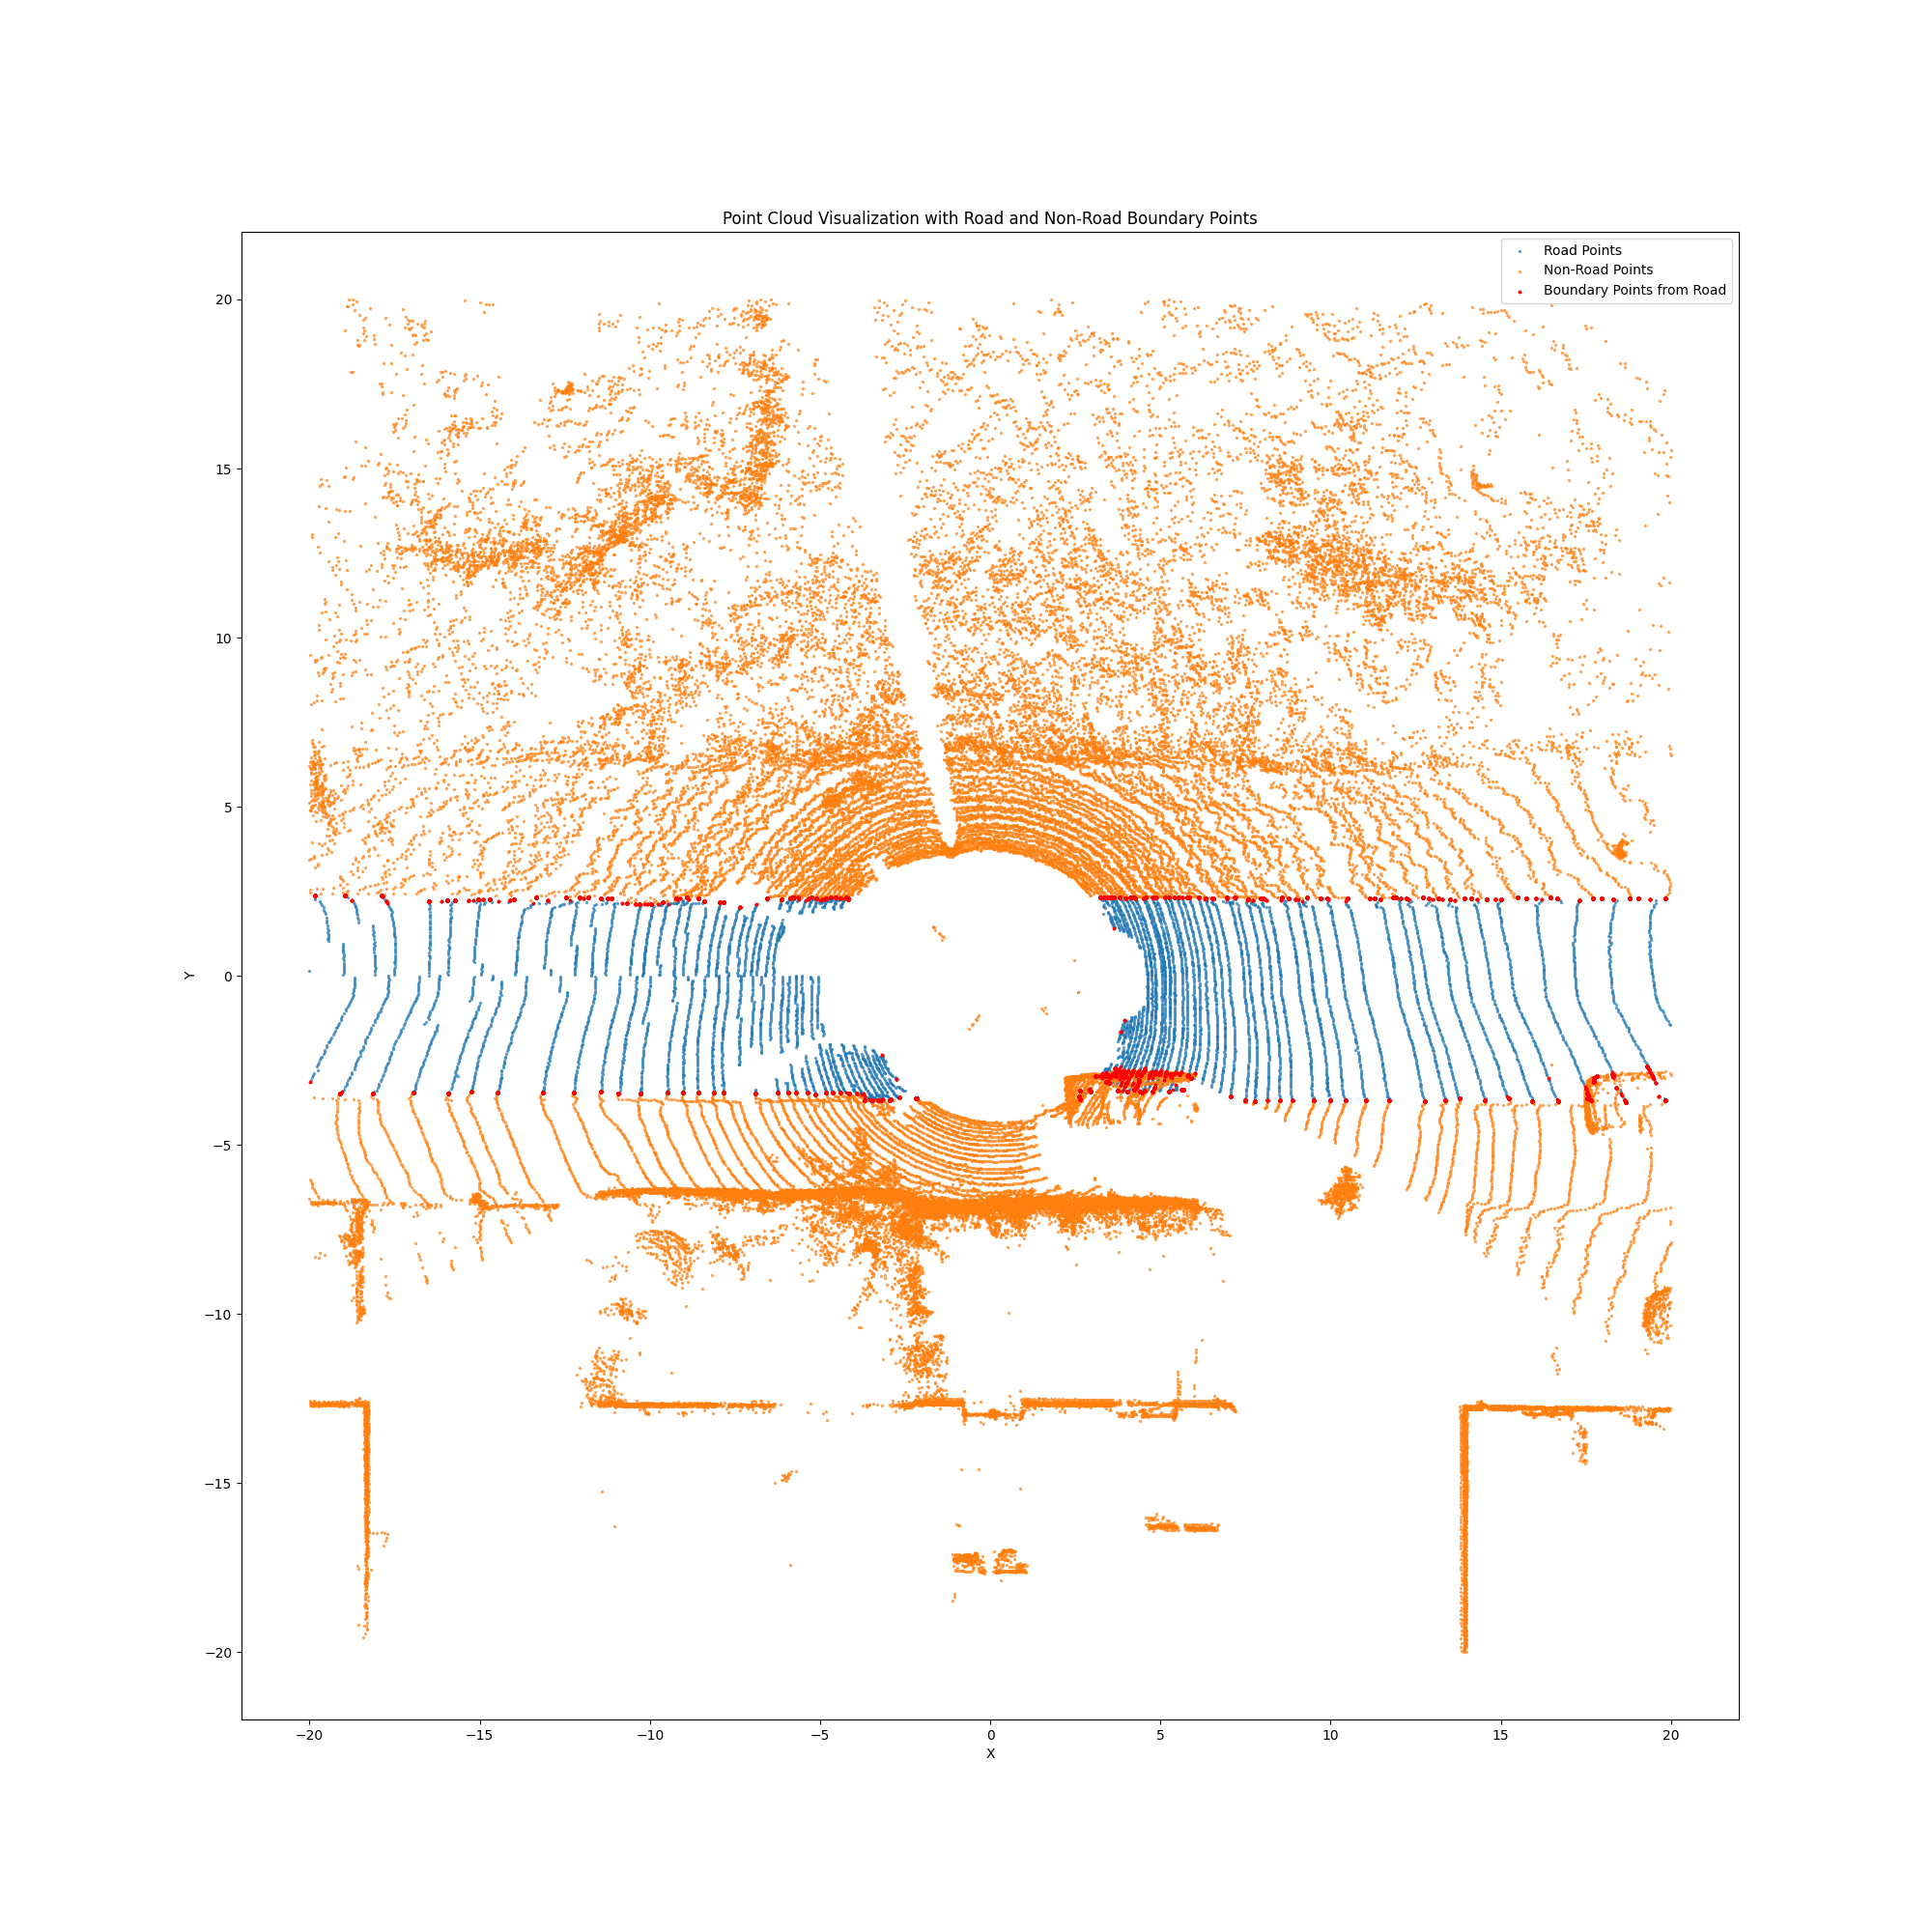 Point Cloud Visualization with Road and Non-Road Boundary Points
Road Points
Non-Road Points
Boundary Points from Road
20
15
10
5
0
−5
−10
−15
−20
Y
−20 −15 −10 −5 0 5 10 15 20
X